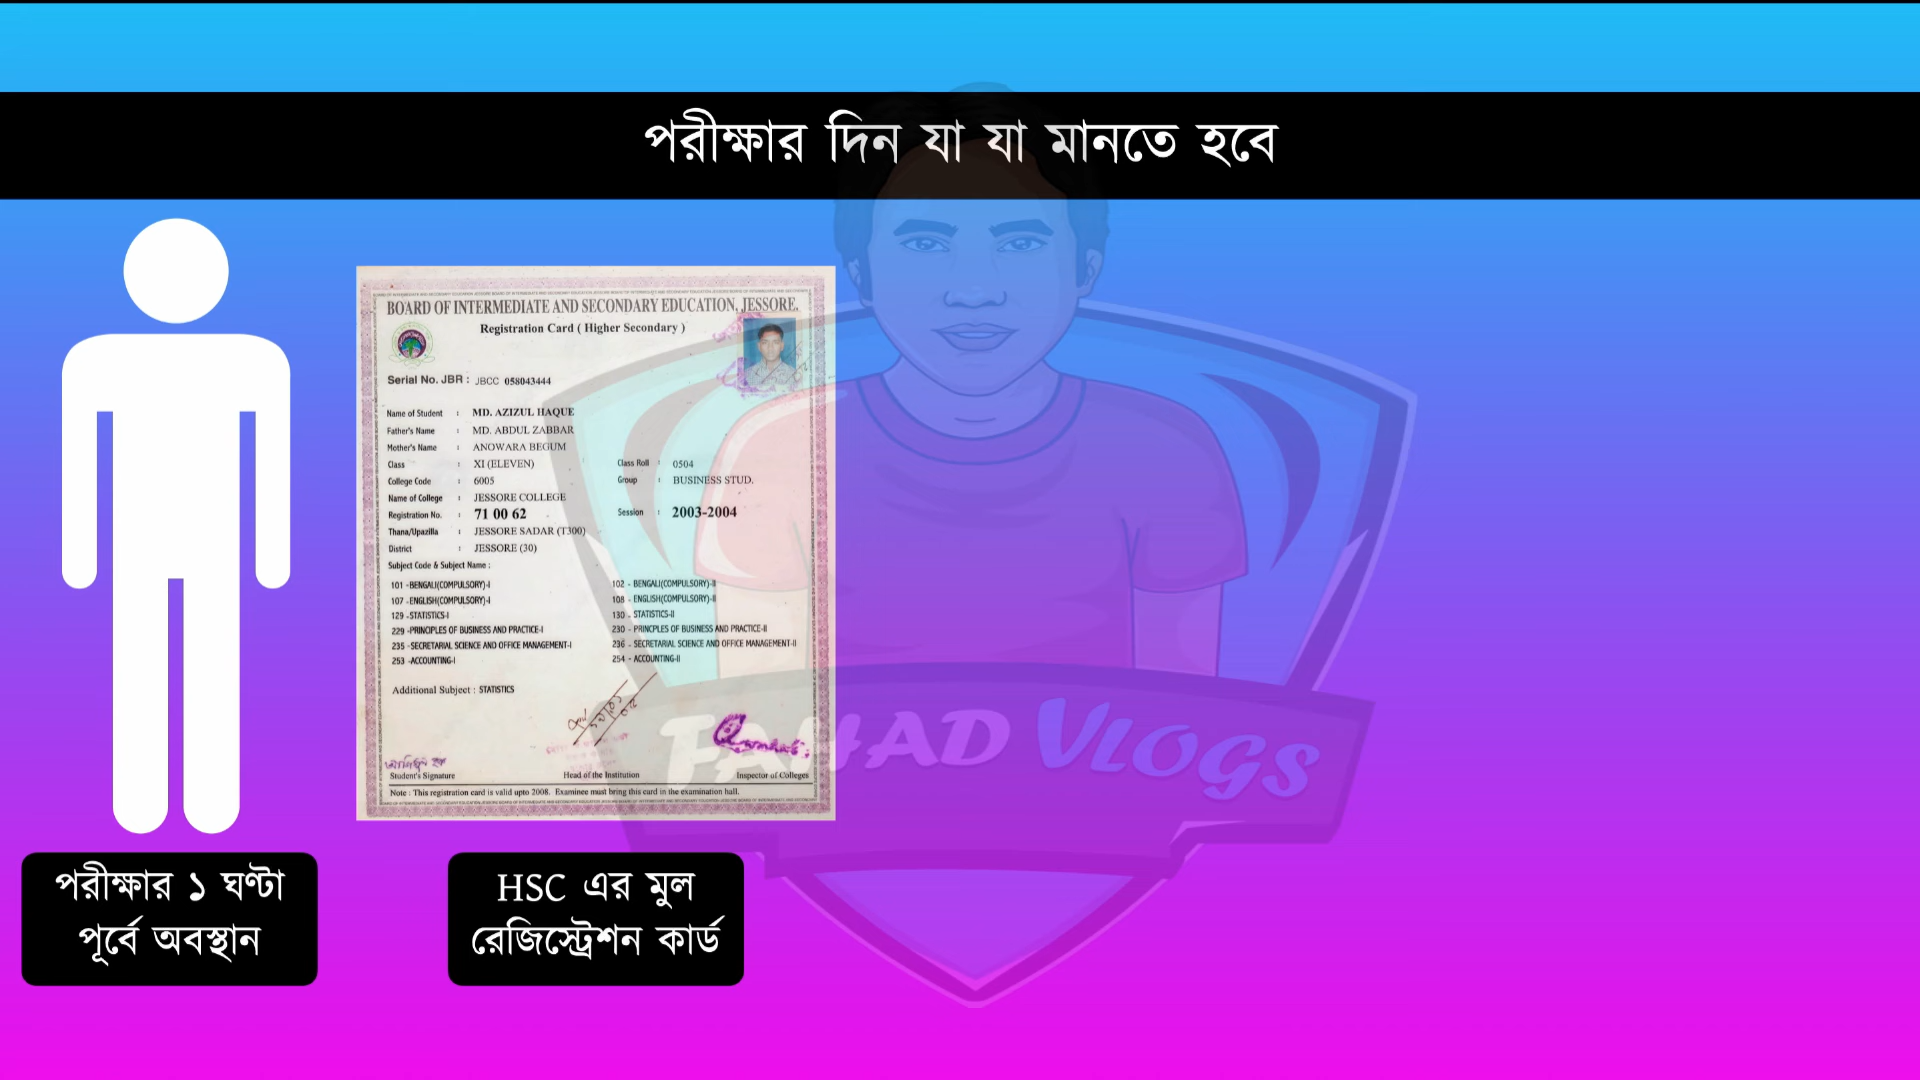 পরীক্ষার দিন যা যা মানতে হবে
BOARD OF INTERMEDIATE AND SECONDARY EDUCATION, JESSORE.
Registration Card ( Higher Secondary )
Serial No. JBR : JBCC 058043444
Name of Student : MD. AZIZUL HAQUE
Father's Name : MD. ABDUL ZABBAR
Mother's Name : ANOWARA BEGUM
Class : XI (ELEVEN) Class Roll : 0504
College Code : 6005 Group : BUSINESS STUD.
Name of College : JESSORE COLLEGE
Registration No. : 71 00 62 Session : 2003-2004
Thana/Upazilla : JESSORE SADAR (T300)
District : JESSORE (30)
Subject Code & Subject Name :
101 -BENGALI(COMPULSORY)-I 102 - BENGALI(COMPULSORY)-II
107 -ENGLISH(COMPULSORY)-I 108 - ENGLISH(COMPULSORY)-II
129 -STATISTICS-I 130 - STATISTICS-II
229 -PRINCIPLES OF BUSINESS AND PRACTICE-I 230 - PRINCPLES OF BUSINESS AND PRACTICE-II
235 -SECRETARIAL SCIENCE AND OFFICE MANAGEMENT-I 236 - SECRETARIAL SCIENCE AND OFFICE MANAGEMENT-II
253 -ACCOUNTING-I 254 - ACCOUNTING-II
Additional Subject : STATISTICS
Student's Signature Head of the Institution Inspector of Colleges
Note : This registration card is valid upto 2008. Examinee must bring this card in the examination hall.
FAHAD VLOGS
পরীক্ষার ১ ঘণ্টা
পূর্বে অবস্থান
HSC এর মুল
রেজিস্ট্রেশন কার্ড